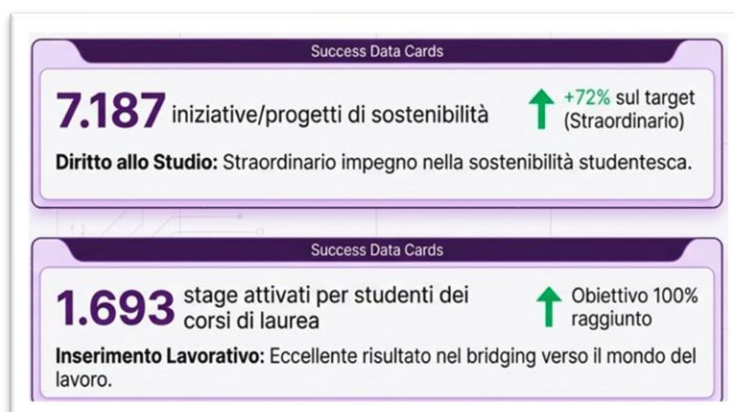 Success Data Cards
7.187 iniziative/progetti di sostenibilità
+72% sul target
(Straordinario)
Diritto allo Studio: Straordinario impegno nella sostenibilità studentesca.
Success Data Cards
1.693 stage attivati per studenti dei
corsi di laurea
Obiettivo 100%
raggiunto
Inserimento Lavorativo: Eccellente risultato nel bridging verso il mondo del
lavoro.